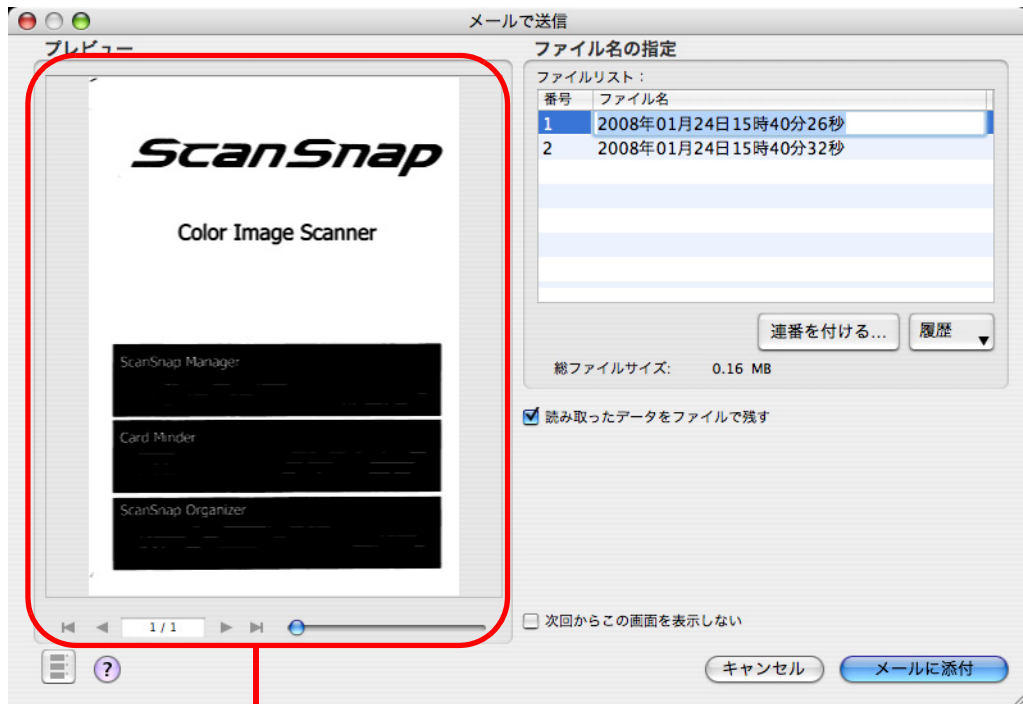 メールで送信
プレビュー
ScanSnap
Color Image Scanner
ScanSnap Manager
Card Minder
ScanSnap Organizer
1/1
?
ファイル名の指定
ファイルリスト：
番号 ファイル名
1 2008年01月24日15時40分26秒
2 2008年01月24日15時40分32秒
連番を付ける... 履歴
総ファイルサイズ: 0.16 MB
読み取ったデータをファイルで残す
次回からこの画面を表示しない
キャンセル メールに添付